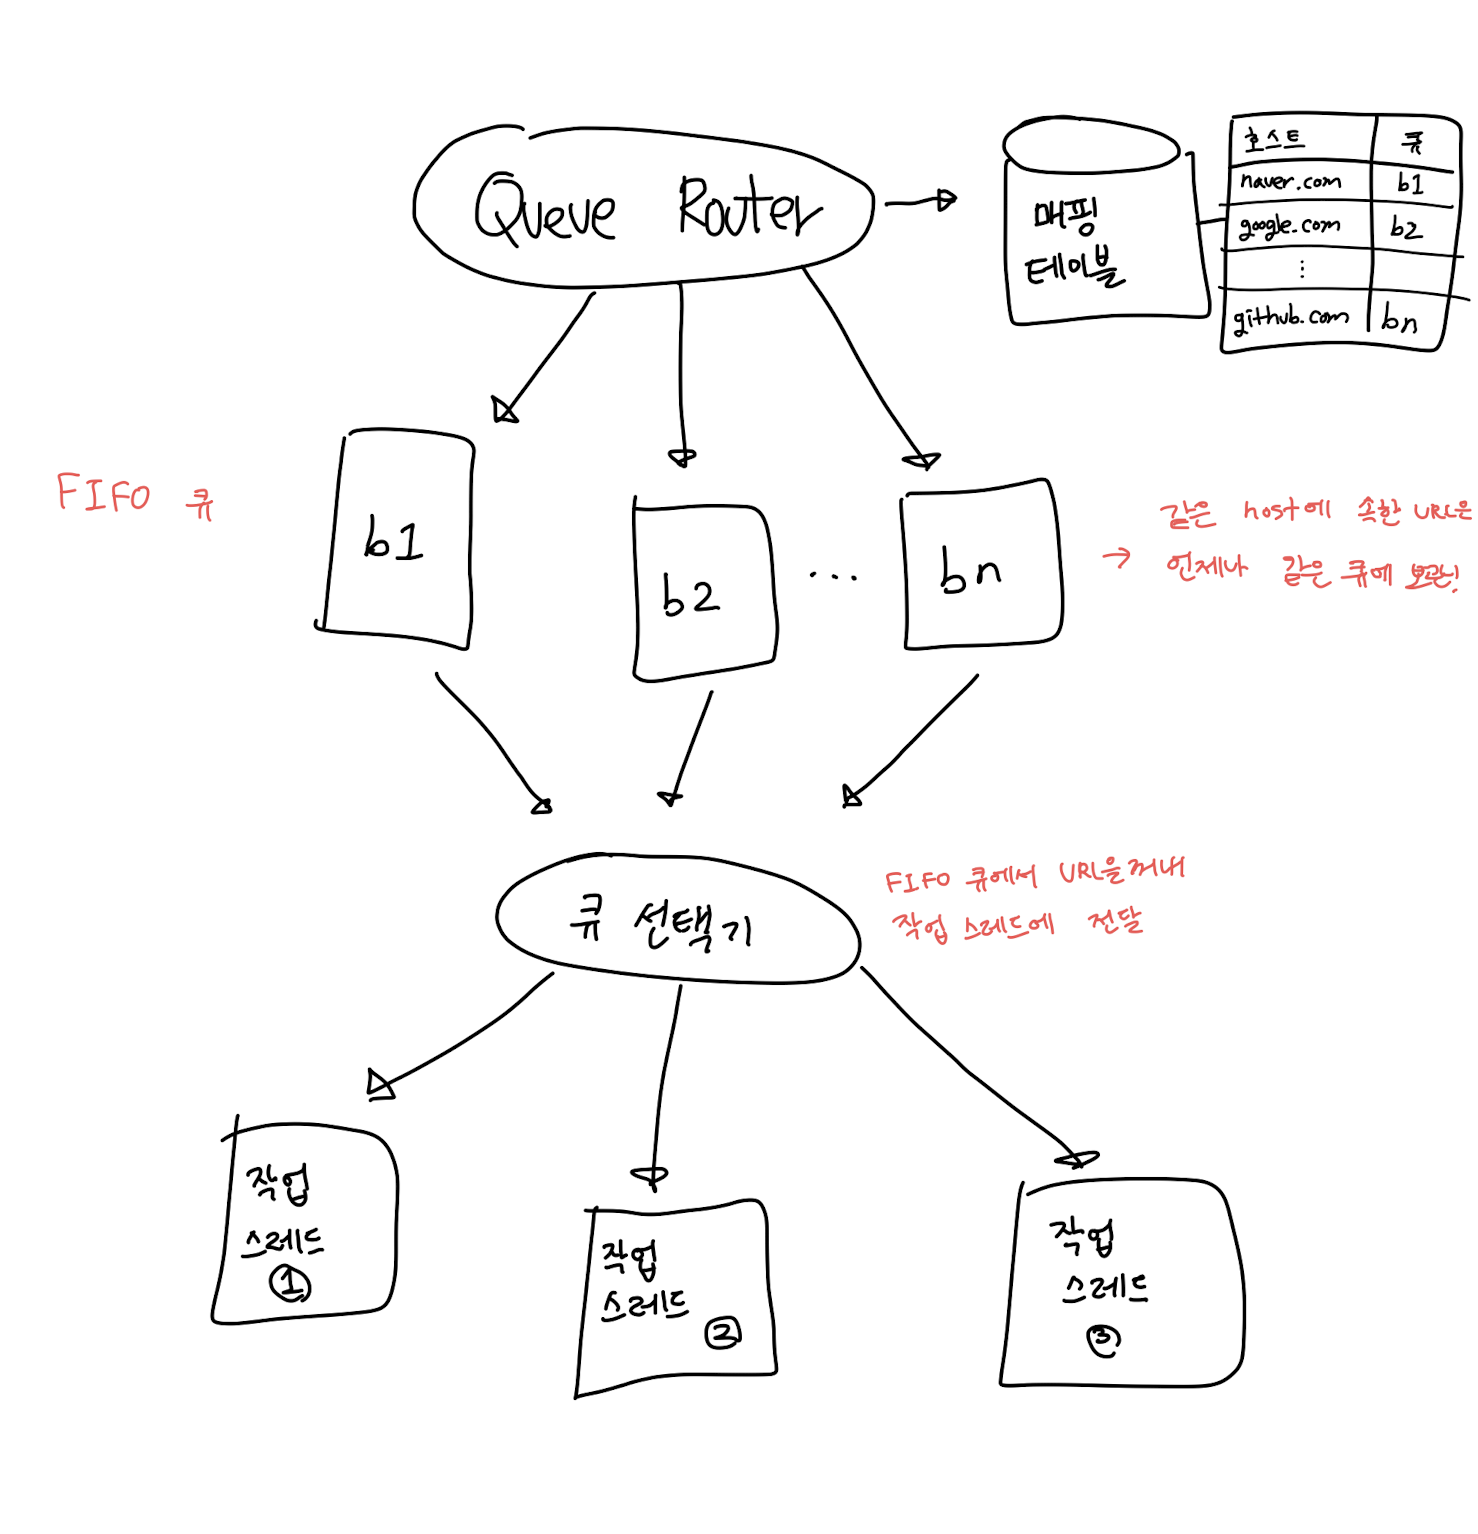 Queue Router
매핑
테이블
호스트 큐
naver.com b1
google.com b2
⋮
github.com bn
FIFO 큐
b1
b2
...
bn
→ 같은 host에 속한 URL은
언제나 같은 큐에 보관!
큐 선택기
FIFO 큐에서 URL을 꺼내
작업 스레드에 전달
작업
스레드
①
작업
스레드
②
작업
스레드
③